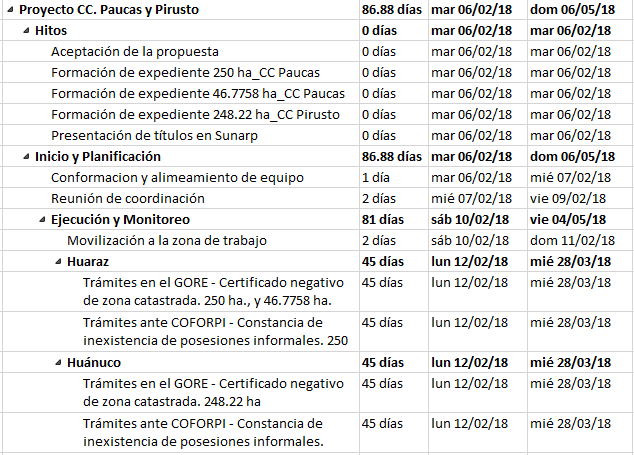 Proyecto CC. Paucas y Pirusto 86.88 días mar 06/02/18 dom 06/05/18
Hitos 0 días mar 06/02/18 mar 06/02/18
Aceptación de la propuesta 0 días mar 06/02/18 mar 06/02/18
Formación de expediente 250 ha_CC Paucas 0 días mar 06/02/18 mar 06/02/18
Formación de expediente 46.7758 ha_CC Paucas 0 días mar 06/02/18 mar 06/02/18
Formación de expediente 248.22 ha_CC Pirusto 0 días mar 06/02/18 mar 06/02/18
Presentación de títulos en Sunarp 0 días mar 06/02/18 mar 06/02/18
Inicio y Planificación 86.88 días mar 06/02/18 dom 06/05/18
Conformacion y alimeamiento de equipo 1 día mar 06/02/18 mié 07/02/18
Reunión de coordinación 2 días mié 07/02/18 vie 09/02/18
Ejecución y Monitoreo 81 días sáb 10/02/18 vie 04/05/18
Movilización a la zona de trabajo 2 días sáb 10/02/18 dom 11/02/18
Huaraz 45 días lun 12/02/18 mié 28/03/18
Trámites en el GORE - Certificado negativo 45 días lun 12/02/18 mié 28/03/18
de zona catastrada. 250 ha., y 46.7758 ha.
Trámites ante COFORPI - Constancia de 45 días lun 12/02/18 mié 28/03/18
inexistencia de posesiones informales. 250
Huánuco 45 días lun 12/02/18 mié 28/03/18
Trámites en el GORE - Certificado negativo 45 días lun 12/02/18 mié 28/03/18
de zona catastrada. 248.22 ha
Trámites ante COFORPI - Constancia de 45 días lun 12/02/18 mié 28/03/18
inexistencia de posesiones informales.